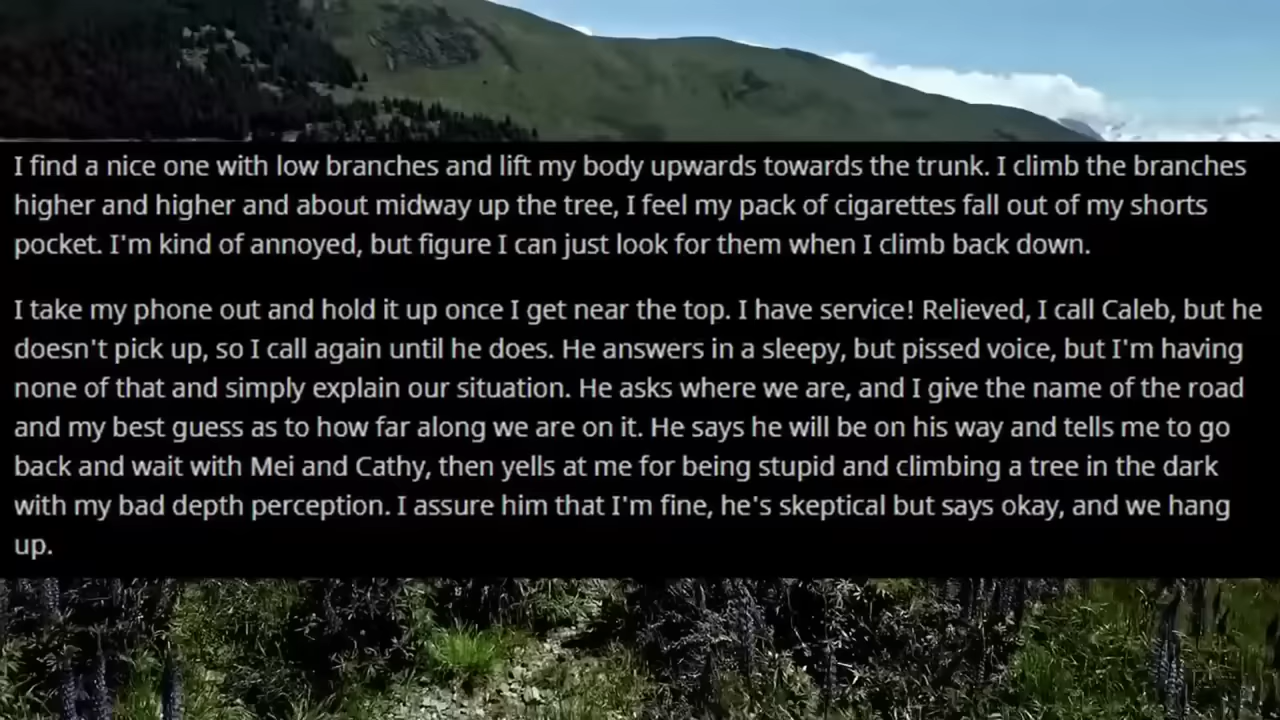 I find a nice one with low branches and lift my body upwards towards the trunk. I climb the branches
higher and higher and about midway up the tree, I feel my pack of cigarettes fall out of my shorts
pocket. I'm kind of annoyed, but figure I can just look for them when I climb back down.
I take my phone out and hold it up once I get near the top. I have service! Relieved, I call Caleb, but he
doesn't pick up, so I call again until he does. He answers in a sleepy, but pissed voice, but I'm having
none of that and simply explain our situation. He asks where we are, and I give the name of the road
and my best guess as to how far along we are on it. He says he will be on his way and tells me to go
back and wait with Mei and Cathy, then yells at me for being stupid and climbing a tree in the dark
with my bad depth perception. I assure him that I'm fine, he's skeptical but says okay, and we hang
up.